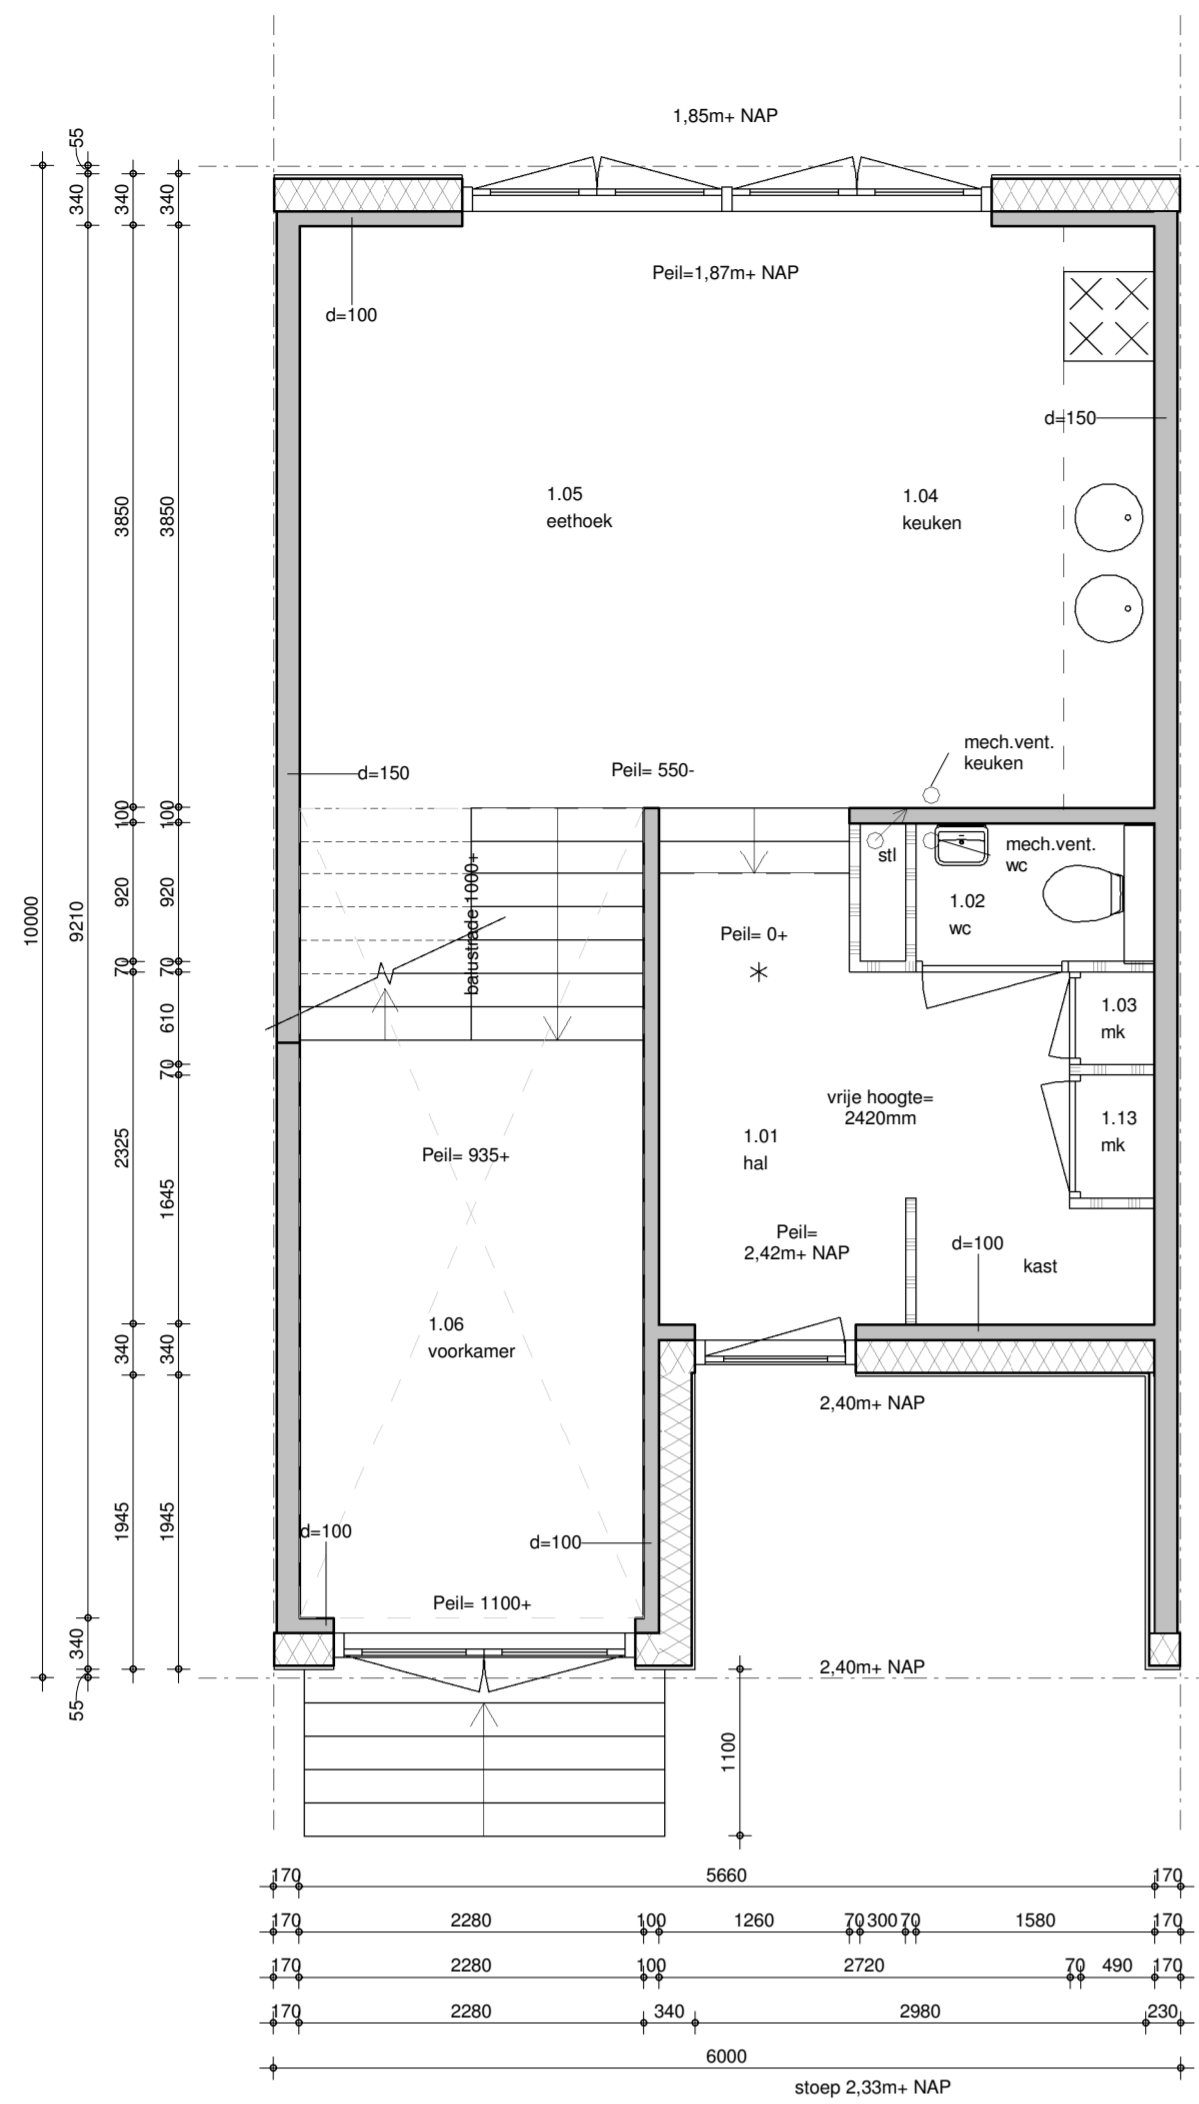 1,85m+ NAP
Peil=1,87m+ NAP
d=100
d=150
1.05
eethoek
1.04
keuken
mech.vent.
keuken
Peil= 550-
d=150
balustrade 1000+
stl
mech.vent.
wc
1.02
wc
Peil= 0+
1.03
mk
vrije hoogte=
2420mm
1.13
mk
1.01
hal
Peil= 935+
Peil=
2,42m+ NAP
d=100
kast
1.06
voorkamer
2,40m+ NAP
d=100
d=100
Peil= 1100+
2,40m+ NAP
1100
10000
55
340
9210
340
55
340
3850
100
920
70
2325
340
1945
340
3850
100
920
70
610
70
1645
340
1945
170 5660 170
170 2280 100 1260 70 300 70 1580 170
170 2280 100 2720 70 490 170
170 2280 340 2980 230
6000
stoep 2,33m+ NAP